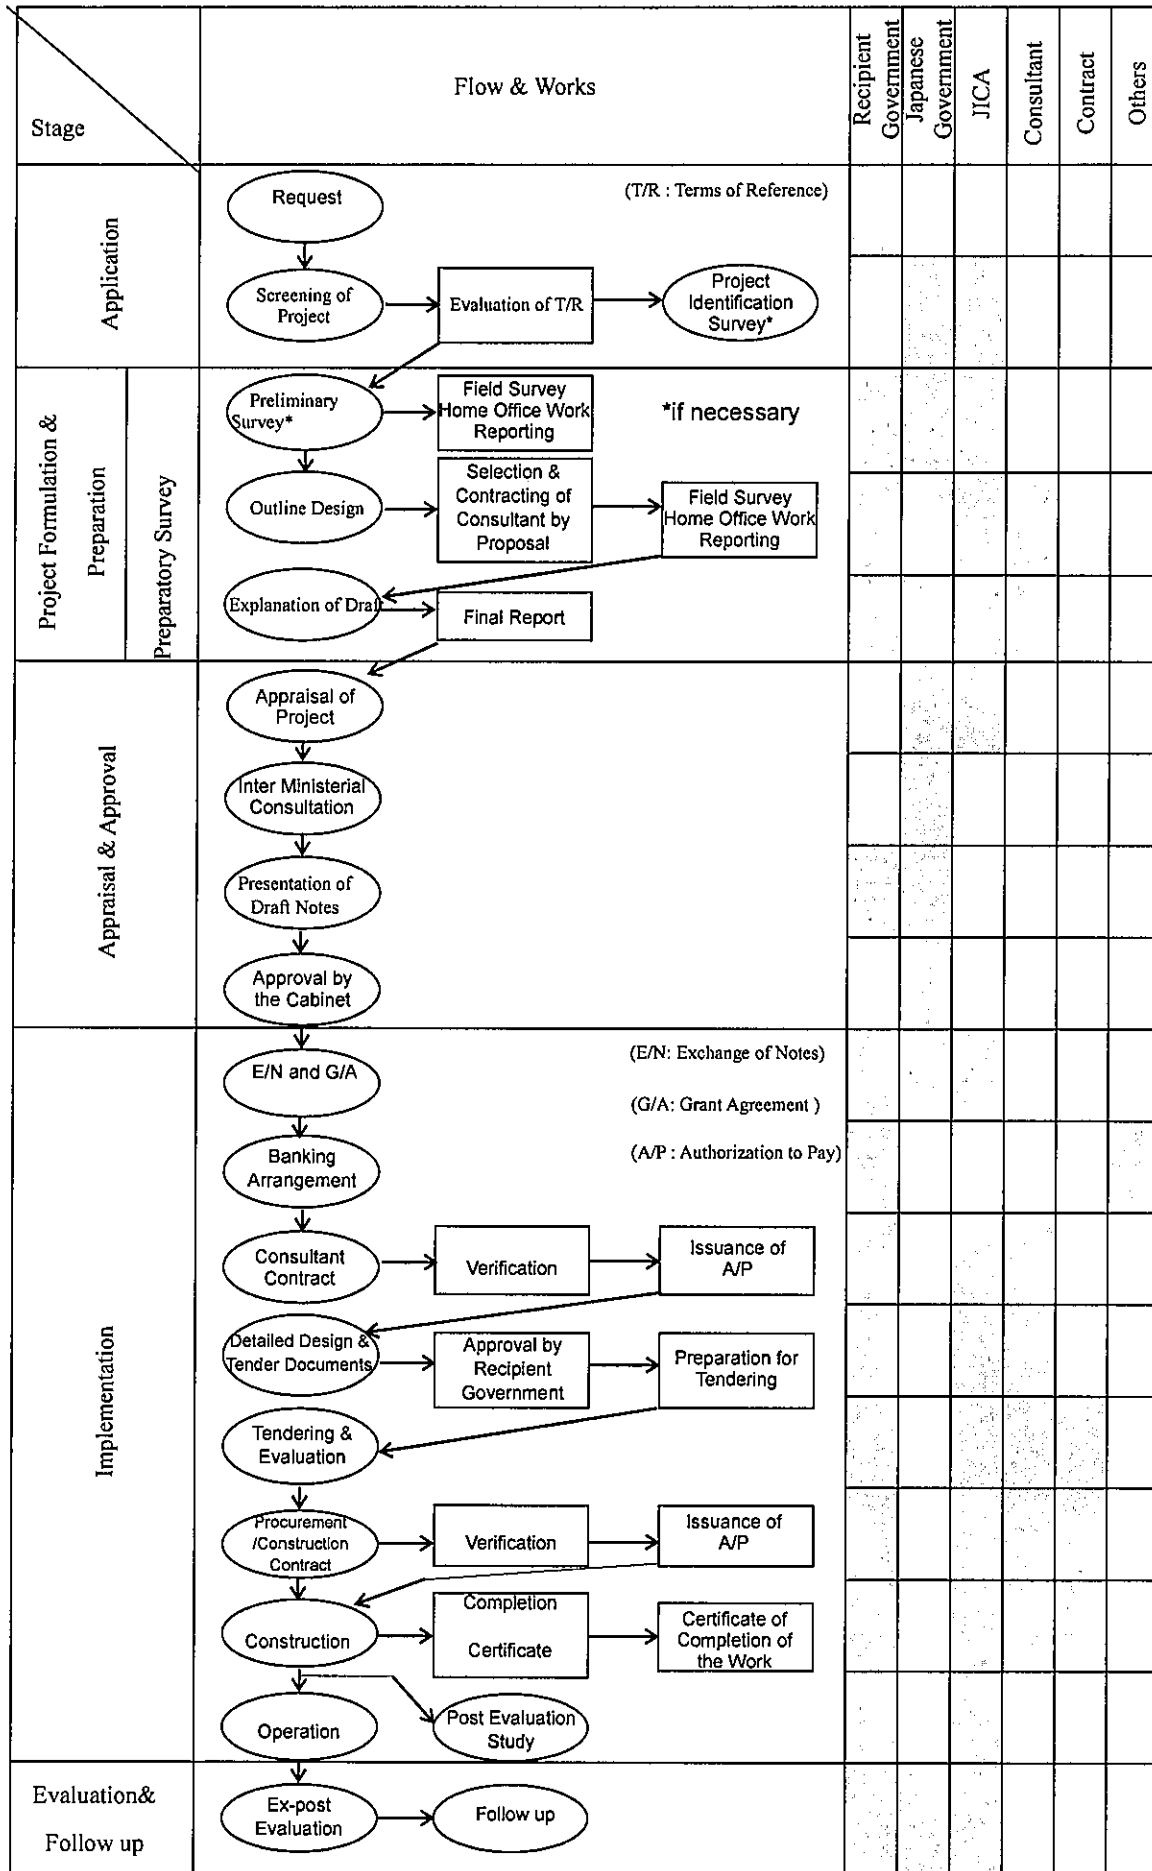 Stage
Flow & Works
Recipient
Government
Japanese
Government
JICA
Consultant
Contract
Others
Application
Request
(T/R : Terms of Reference)
Screening of
Project
Evaluation of T/R
Project
Identification
Survey*
Project Formulation &
Preparation
Preparatory Survey
Preliminary
Survey*
Field Survey
Home Office Work
Reporting
*if necessary
Outline Design
Selection &
Contracting of
Consultant by
Proposal
Field Survey
Home Office Work
Reporting
Explanation of Draft
Final Report
Appraisal & Approval
Appraisal of
Project
Inter Ministerial
Consultation
Presentation of
Draft Notes
Approval by
the Cabinet
Implementation
E/N and G/A
(E/N: Exchange of Notes)
(G/A: Grant Agreement )
(A/P : Authorization to Pay)
Banking
Arrangement
Consultant
Contract
Verification
Issuance of
A/P
Detailed Design &
Tender Documents
Approval by
Recipient
Government
Preparation for
Tendering
Tendering &
Evaluation
Procurement
/Construction
Contract
Verification
Issuance of
A/P
Construction
Completion
Certificate
Certificate of
Completion of
the Work
Operation
Post Evaluation
Study
Evaluation&
Follow up
Ex-post
Evaluation
Follow up